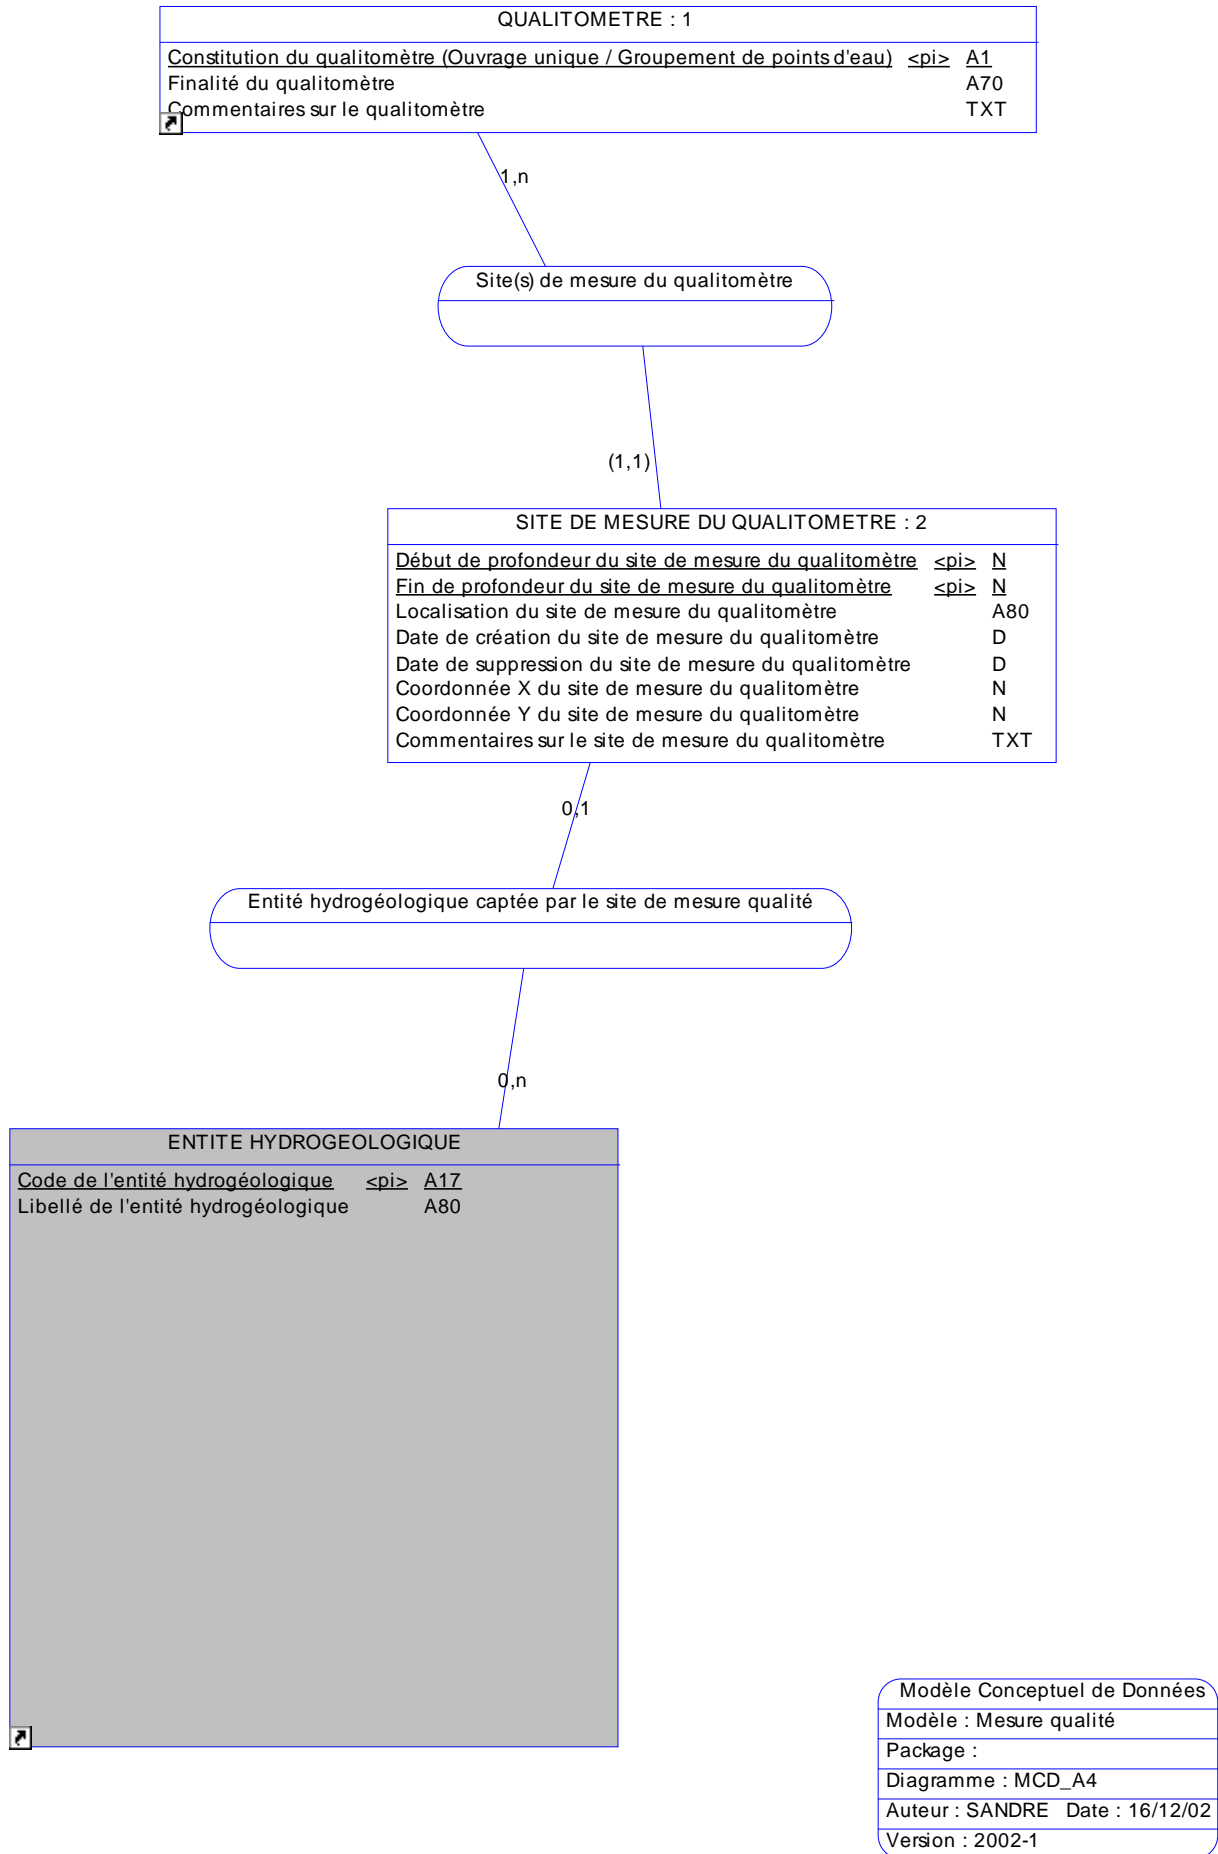 QUALITOMETRE : 1
Constitution du qualitomètre (Ouvrage unique / Groupement de points d'eau) <pi> A1
Finalité du qualitomètre A70
Commentaires sur le qualitomètre TXT
1,n
Site(s) de mesure du qualitomètre
(1,1)
SITE DE MESURE DU QUALITOMETRE : 2
Début de profondeur du site de mesure du qualitomètre <pi> N
Fin de profondeur du site de mesure du qualitomètre <pi> N
Localisation du site de mesure du qualitomètre A80
Date de création du site de mesure du qualitomètre D
Date de suppression du site de mesure du qualitomètre D
Coordonnée X du site de mesure du qualitomètre N
Coordonnée Y du site de mesure du qualitomètre N
Commentaires sur le site de mesure du qualitomètre TXT
0,1
Entité hydrogéologique captée par le site de mesure qualité
0,n
ENTITE HYDROGEOLOGIQUE
Code de l'entité hydrogéologique <pi> A17
Libellé de l'entité hydrogéologique A80
Modèle Conceptuel de Données
Modèle : Mesure qualité
Package :
Diagramme : MCD_A4
Auteur : SANDRE Date : 16/12/02
Version : 2002-1